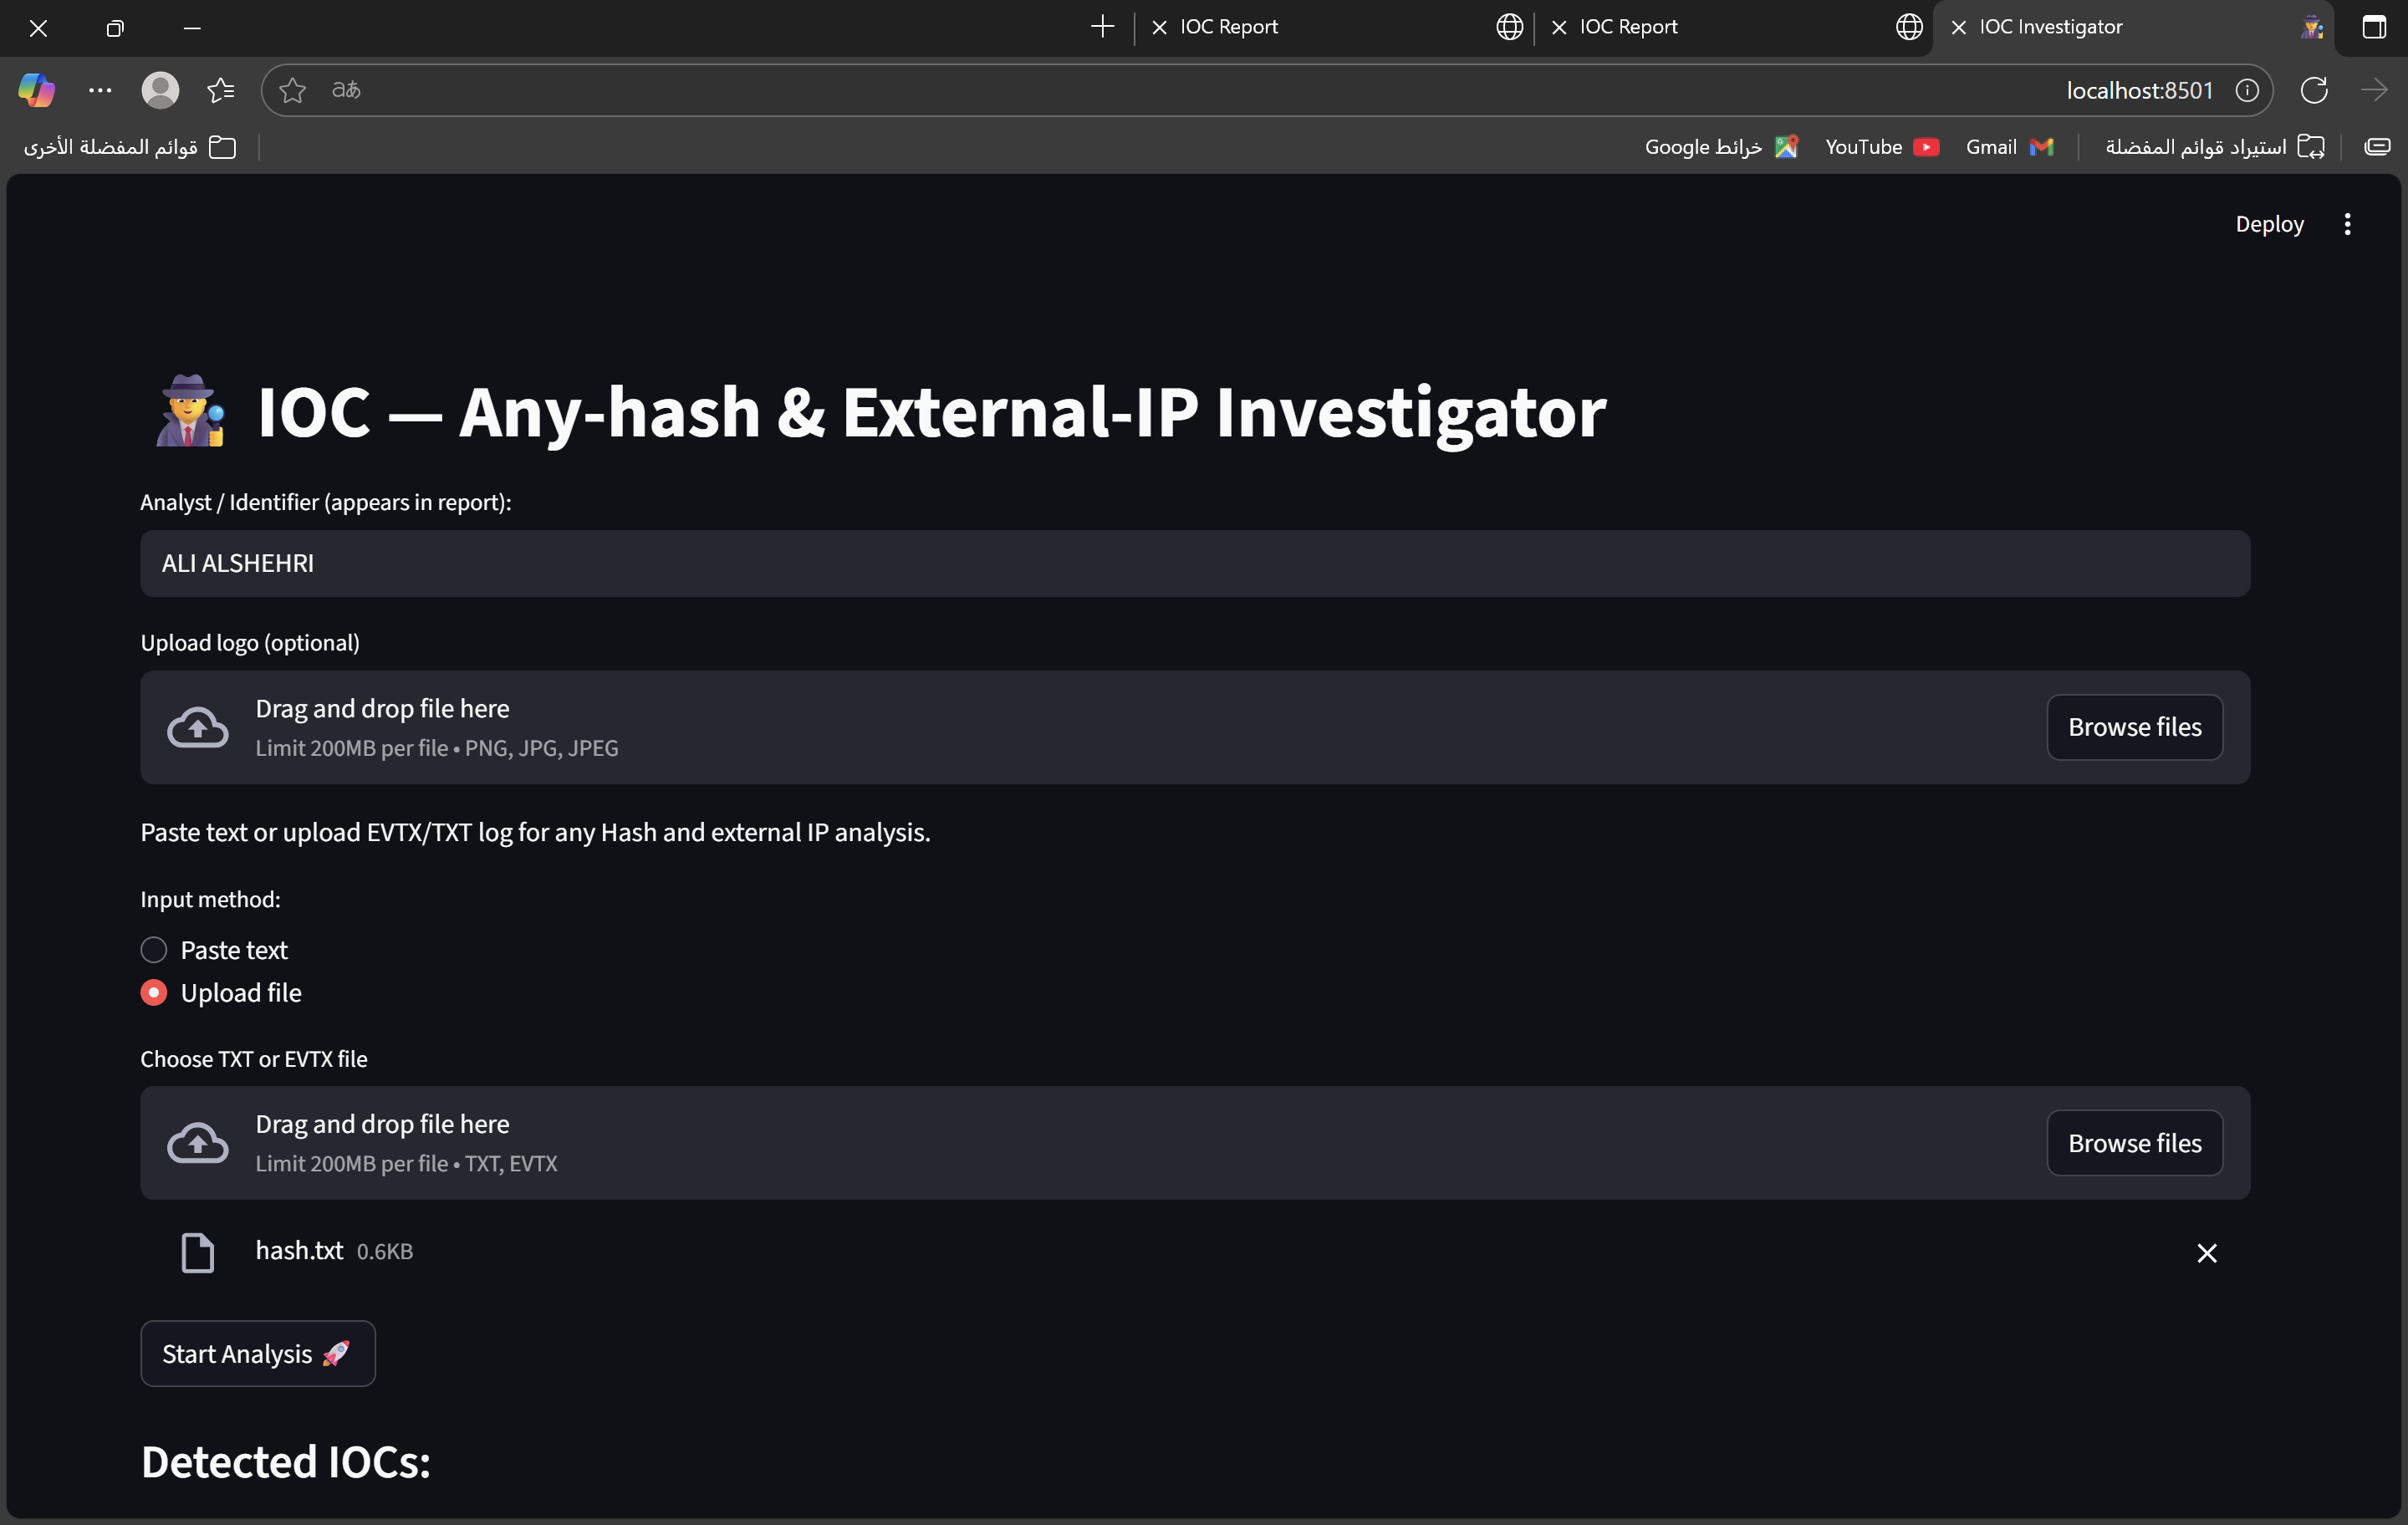 IOC Report
IOC Report
IOC Investigator
aあ
localhost:8501
قوائم المفضلة الأخرى
خرائط Google
YouTube
Gmail
استيراد قوائم المفضلة
Deploy
IOC — Any-hash & External-IP Investigator
Analyst / Identifier (appears in report):
ALI ALSHEHRI
Upload logo (optional)
Drag and drop file here
Limit 200MB per file • PNG, JPG, JPEG
Browse files
Paste text or upload EVTX/TXT log for any Hash and external IP analysis.
Input method:
Paste text
Upload file
Choose TXT or EVTX file
Drag and drop file here
Limit 200MB per file • TXT, EVTX
Browse files
hash.txt 0.6KB
Start Analysis 🚀
Detected IOCs: